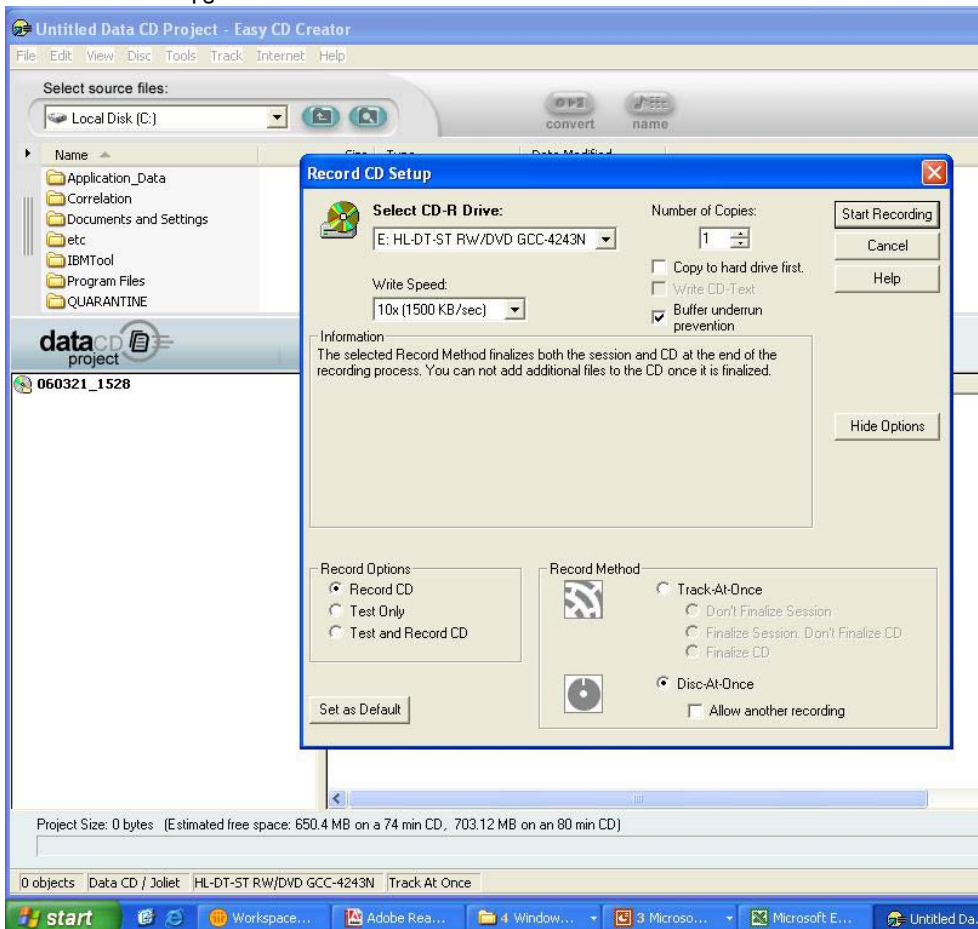 Untitled Data CD Project - Easy CD Creator
File Edit View Disc Tools Track Internet Help
Select source files:
Local Disk (C:)
convert
name
Name
Application_Data
Correlation
Documents and Settings
etc
IBMTool
Program Files
QUARANTINE
datacd
project
060321_1528
Record CD Setup
Select CD-R Drive:
E: HL-DT-ST RW/DVD GCC-4243N
Write Speed:
10x (1500 KB/sec)
Number of Copies:
1
Copy to hard drive first.
Write CD-Text
Buffer underrun
prevention
Start Recording
Cancel
Help
Information
The selected Record Method finalizes both the session and CD at the end of the
recording process. You can not add additional files to the CD once it is finalized.
Hide Options
Record Options
Record CD
Test Only
Test and Record CD
Set as Default
Record Method
Track-At-Once
Don't Finalize Session
Finalize Session. Don't Finalize CD
Finalize CD
Disc-At-Once
Allow another recording
Project Size: 0 bytes (Estimated free space: 650.4 MB on a 74 min CD, 703.12 MB on an 80 min CD)
0 objects Data CD / Joliet HL-DT-ST RW/DVD GCC-4243N Track At Once
start Workspace... Adobe Rea... 4 Window... 3 Microso... Microsoft E... Untitled Da...